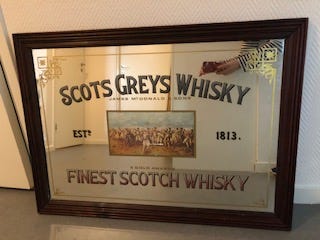 SCOTS GREYS WHISKY
JAMES McDONALD & SONS
ESTD 1813.
FINEST SCOTCH WHISKY